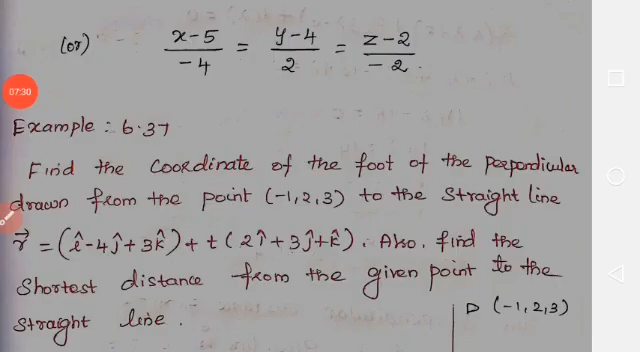 (or) x-5/-4 = y-4/2 = z-2/-2.
07:30
Example : 6.37
Find the coordinate of the foot of the perpendicular
drawn from the point (-1,2,3) to the straight line
r⃗ = (î-4ĵ+3k̂) + t(2î+3ĵ+k̂). Also, find the
shortest distance from the given point to the
straight line.
D (-1,2,3)